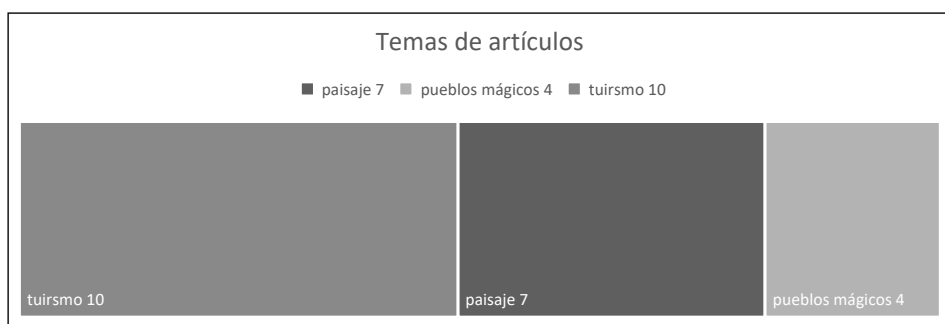 Temas de artículos
paisaje 7 pueblos mágicos 4 tuirsmo 10
tuirsmo 10 paisaje 7 pueblos mágicos 4